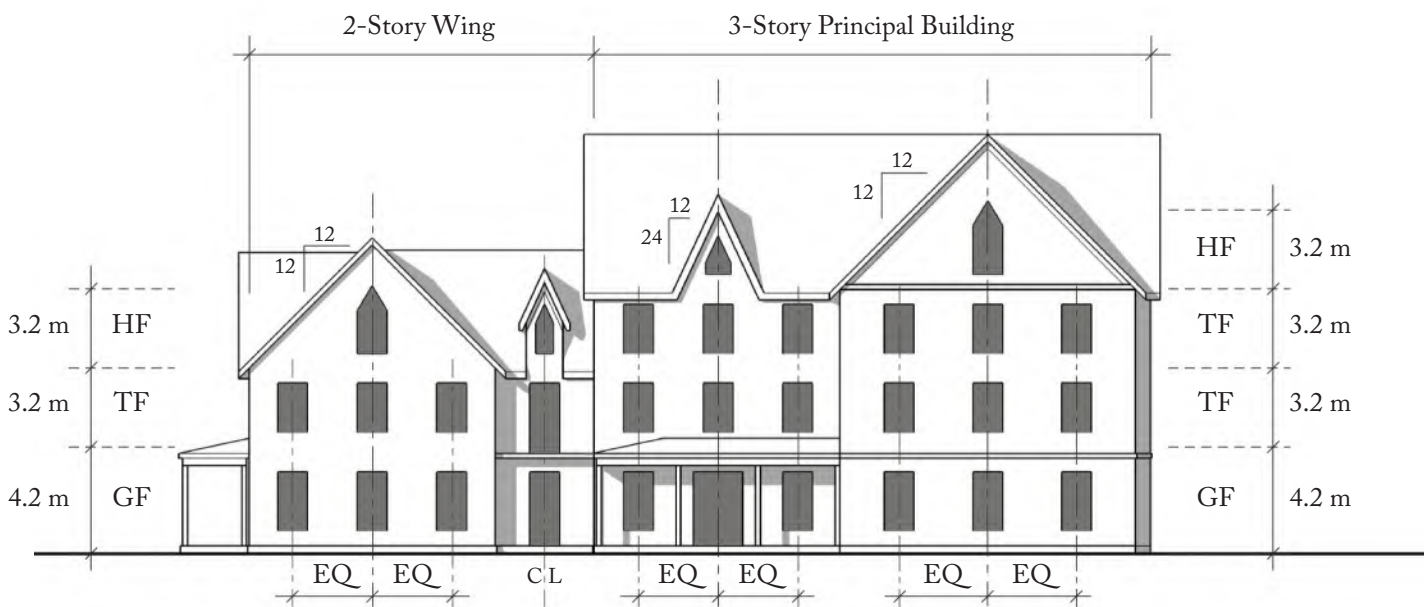 2-Story Wing
3-Story Principal Building
12
12
12
12
24
12
3.2 m
HF
3.2 m
TF
4.2 m
GF
HF
3.2 m
TF
3.2 m
TF
3.2 m
GF
4.2 m
EQ
EQ
CL
EQ
EQ
EQ
EQ